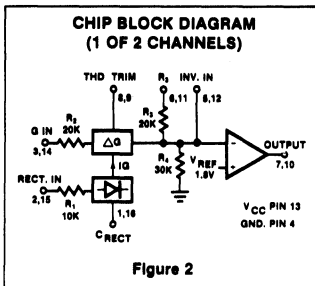 CHIP BLOCK DIAGRAM
(1 OF 2 CHANNELS)
THD TRIM
8,9
R3
6,11
INV. IN
5,12
G IN
3,14
R2
20K
ΔG
R3
20K
IG
R4
30K
VREF
1.8V
-
+
OUTPUT
7,10
RECT. IN
2,15
R1
10K
1,16
CRECT
VCC PIN 13
GND. PIN 4
Figure 2